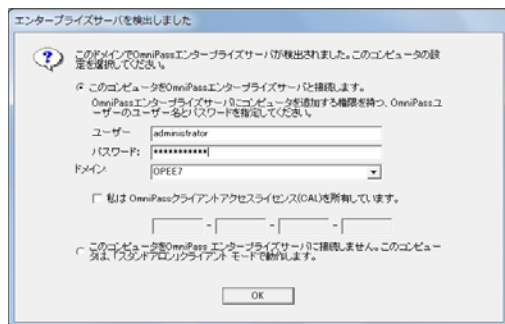 エンタープライズサーバを検出しました
このドメインでOmniPassエンタープライズサーバが検出されました。このコンピュータの設
定を選択してください。
このコンピュータをOmniPassエンタープライズサーバと接続します。
OmniPassエンタープライズサーバにコンピュータを追加する権限を持つ、OmniPassユ
ーザーのユーザー名とパスワードを指定してください。
ユーザー administrator
パスワード: ***********
ドメイン: OPEE7
私は OmniPassクライアントアクセスライセンス(CAL)を所有しています。
- - -
このコンピュータをOmniPass エンタープライズサーバに接続しません。このコンピュー
タは、「スタンドアロン」クライアント モードで動作します。
OK